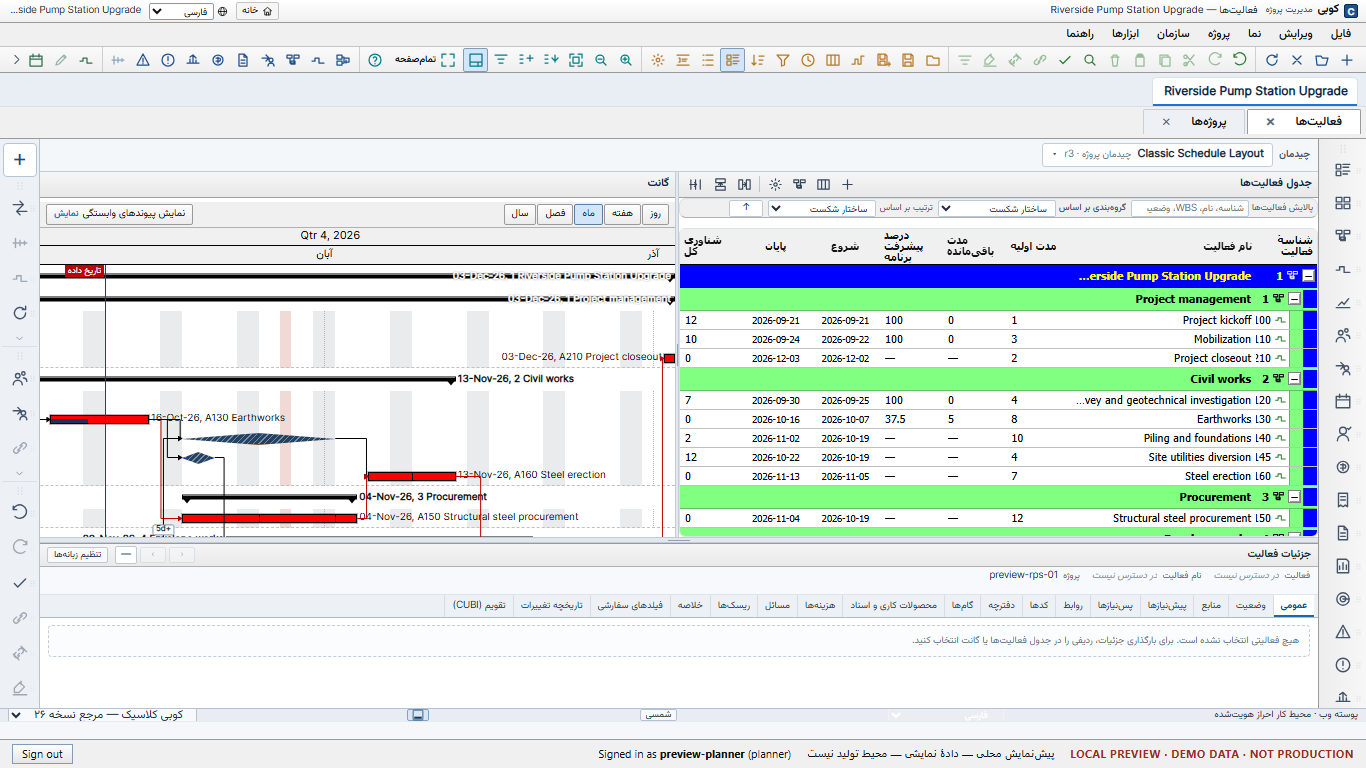 کوبی مدیریت پروژه فعالیت‌ها — Riverside Pump Station Upgrade
خانه
فارسی
...side Pump Station Upgrade
فایل ویرایش نما پروژه سازمان ابزارها راهنما
تمام‌صفحه
Riverside Pump Station Upgrade
فعالیت‌ها ×
پروژه‌ها ×
چیدمان Classic Schedule Layout چیدمان پروژه · r3
جدول فعالیت‌ها
پالایش فعالیت‌ها شناسه، نام، WBS، وضعیـ گروه‌بندی بر اساس ساختار شکست ترتیب بر اساس ساختار شکست
شناسه فعالیت نام فعالیت مدت اولیه مدت باقی‌مانده درصد پیشرفت برنامه شروع پایان شناوری کل
1 ...erside Pump Station Upgrade
1 Project management
100 Project kickoff 1 0 100 2026-09-21 2026-09-21 12
110 Mobilization 2 0 100 2026-09-22 2026-09-24 10
210 Project closeout 2 — — 2026-12-02 2026-12-03 0
2 Civil works
120 ...vey and geotechnical investigation 4 0 100 2026-09-25 2026-09-30 7
130 Earthworks 8 5 37.5 2026-10-07 2026-10-16 0
140 Piling and foundations 10 — — 2026-10-19 2026-11-02 2
145 Site utilities diversion 4 — — 2026-10-19 2026-10-22 12
160 Steel erection 7 — — 2026-11-05 2026-11-13 0
3 Procurement
150 Structural steel procurement 12 — — 2026-10-19 2026-11-04 0
گانت
روز هفته ماه فصل سال
نمایش پیوندهای وابستگی نمایش
Qtr 4, 2026
آذر آبان
تاریخ داده
03-Dec-26, 1 Riverside Pump Station Upgrade
03-Dec-26, 1 Project management
03-Dec-26, A210 Project closeout
13-Nov-26, 2 Civil works
16-Oct-26, A130 Earthworks
13-Nov-26, A160 Steel erection
04-Nov-26, 3 Procurement
04-Nov-26, A150 Structural steel procurement
5d+
جزئیات فعالیت
تنظیم زبانه‌ها
فعالیت در دسترس نیست نام فعالیت در دسترس نیست پروژه preview-rps-01
عمومی وضعیت منابع پیش‌نیازها پس‌نیازها روابط کدها دفترچه گام‌ها محصولات کاری و اسناد هزینه‌ها مسائل ریسک‌ها خلاصه فیلدهای سفارشی تاریخچه تغییرات تقویم (CUBI)
هیچ فعالیتی انتخاب نشده است. برای بارگذاری جزئیات، ردیفی را در جدول فعالیت‌ها یا گانت انتخاب کنید.
پوسته وب · محیط کار احراز هویت‌شده
فارسی
شمسی
کوبی کلاسیک — مرجع نسخه ۲۶
LOCAL PREVIEW · DEMO DATA · NOT PRODUCTION
پیش‌نمایش محلی — دادهٔ نمایشی — محیط تولید نیست
Signed in as preview-planner (planner)
Sign out